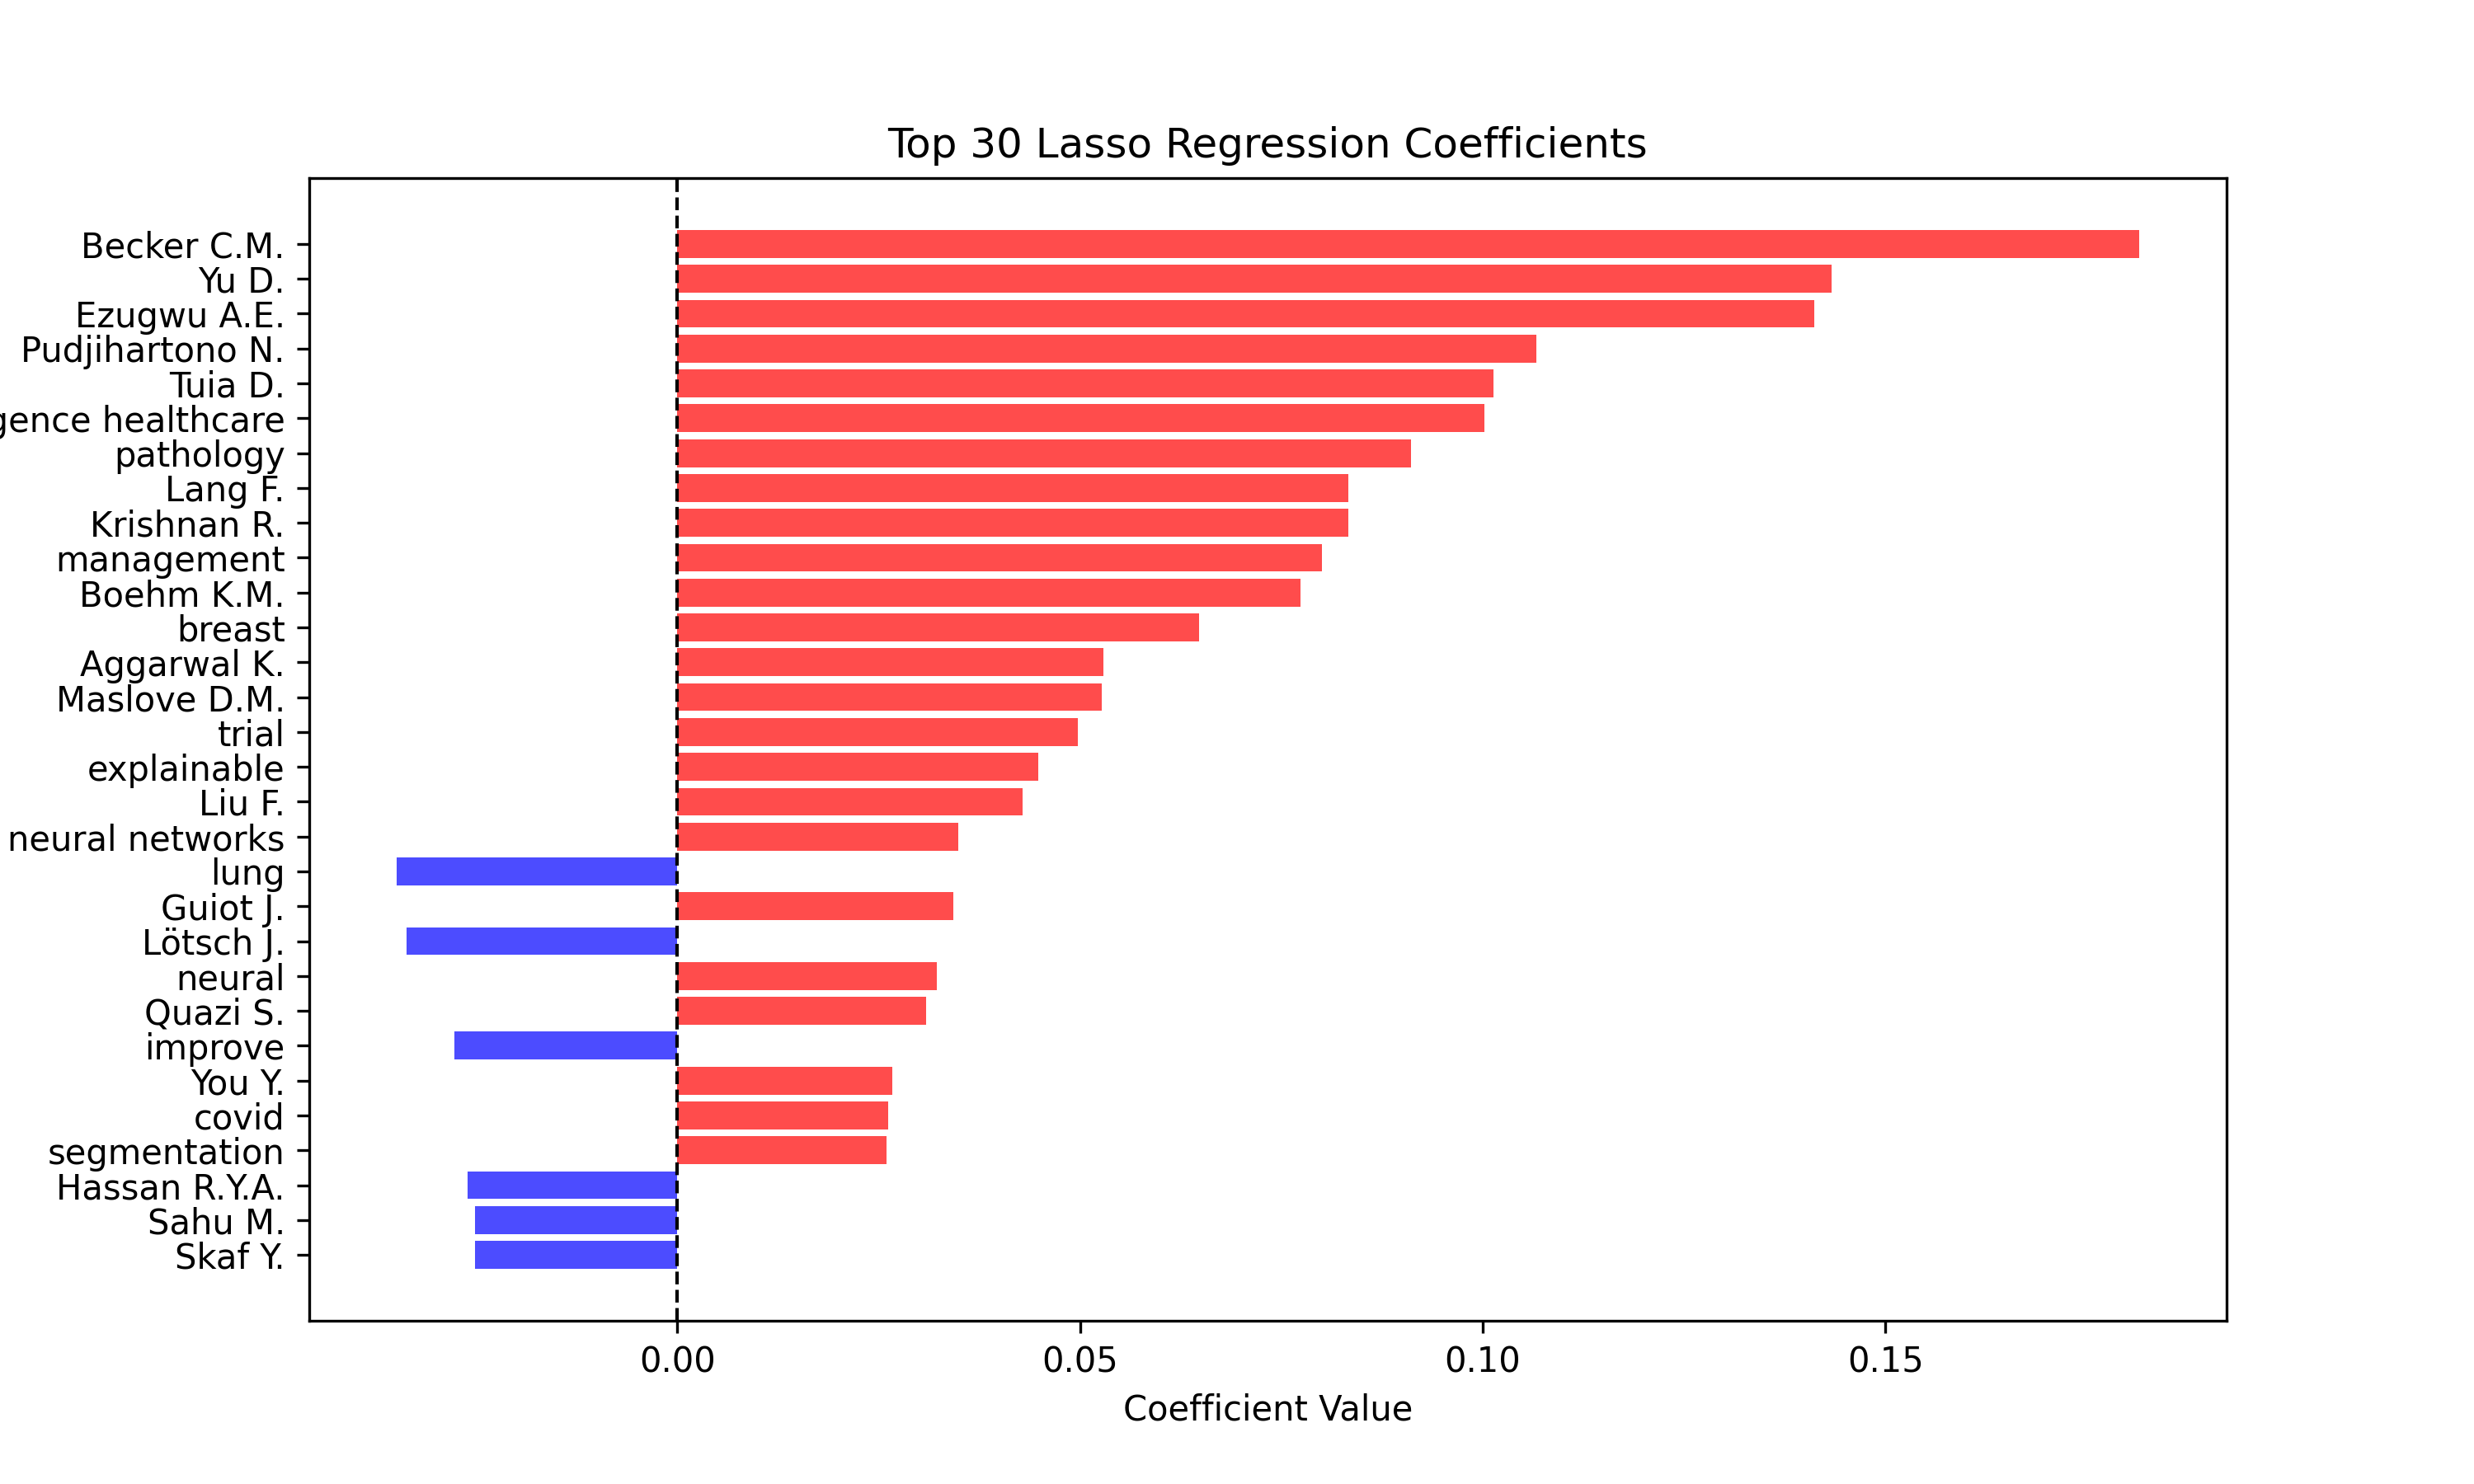 Top 30 Lasso Regression Coefficients
Becker C.M.
Yu D.
Ezugwu A.E.
Pudjihartono N.
Tuia D.
healthcare
pathology
Lang F.
Krishnan R.
management
Boehm K.M.
breast
Aggarwal K.
Maslove D.M.
trial
explainable
Liu F.
neural networks
lung
Guiot J.
Lötsch J.
neural
Quazi S.
improve
You Y.
covid
segmentation
Hassan R.Y.A.
Sahu M.
Skaf Y.
0.00 0.05 0.10 0.15
Coefficient Value